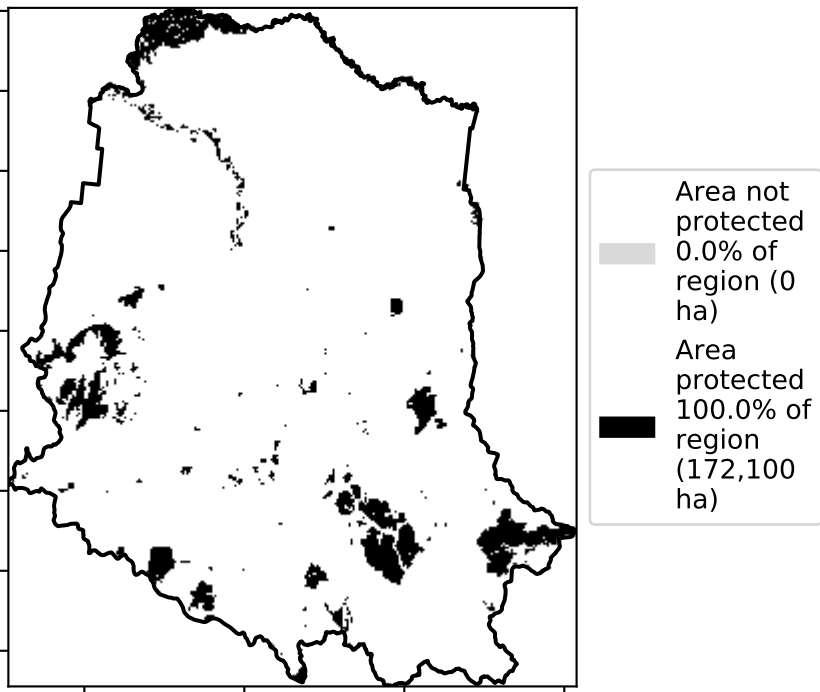 Area not
protected
0.0% of
region (0
ha)
Area
protected
100.0% of
region
(172,100
ha)